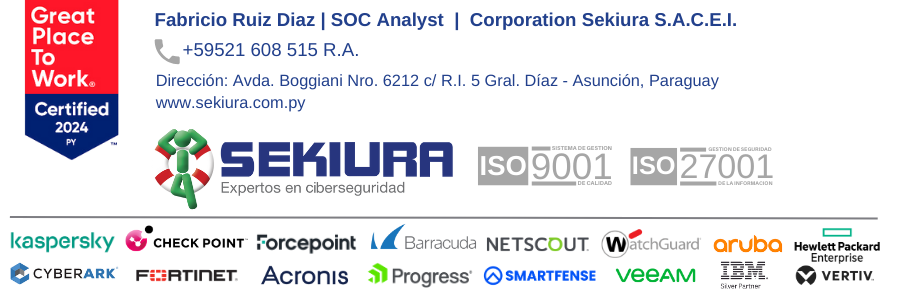 Great
Place
To
Work®
Certified
2024
PY
™
Fabricio Ruiz Diaz | SOC Analyst | Corporation Sekiura S.A.C.E.I.
+59521 608 515 R.A.
Dirección: Avda. Boggiani Nro. 6212 c/ R.I. 5 Gral. Díaz - Asunción, Paraguay
www.sekiura.com.py
SEKIURA
Expertos en ciberseguridad
SISTEMA DE GESTION
ISO 9001
DE CALIDAD
GESTION DE SEGURIDAD
ISO 27001
DE LA INFORMACION
kaspersky CHECK POINT Forcepoint Barracuda NETSCOUT. WatchGuard aruba Hewlett Packard
Enterprise
CYBERARK FORTINET. Acronis Progress SMARTFENSE veeAM IBM VERTIV.
Silver Partner